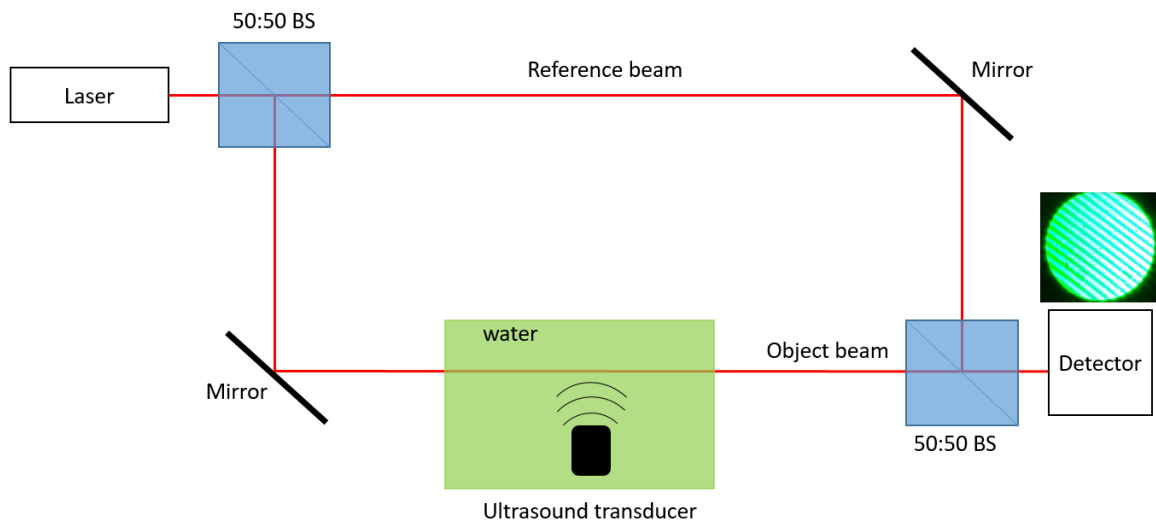 50:50 BS
Laser
Reference beam
Mirror
water
Object beam
Mirror
Detector
50:50 BS
Ultrasound transducer